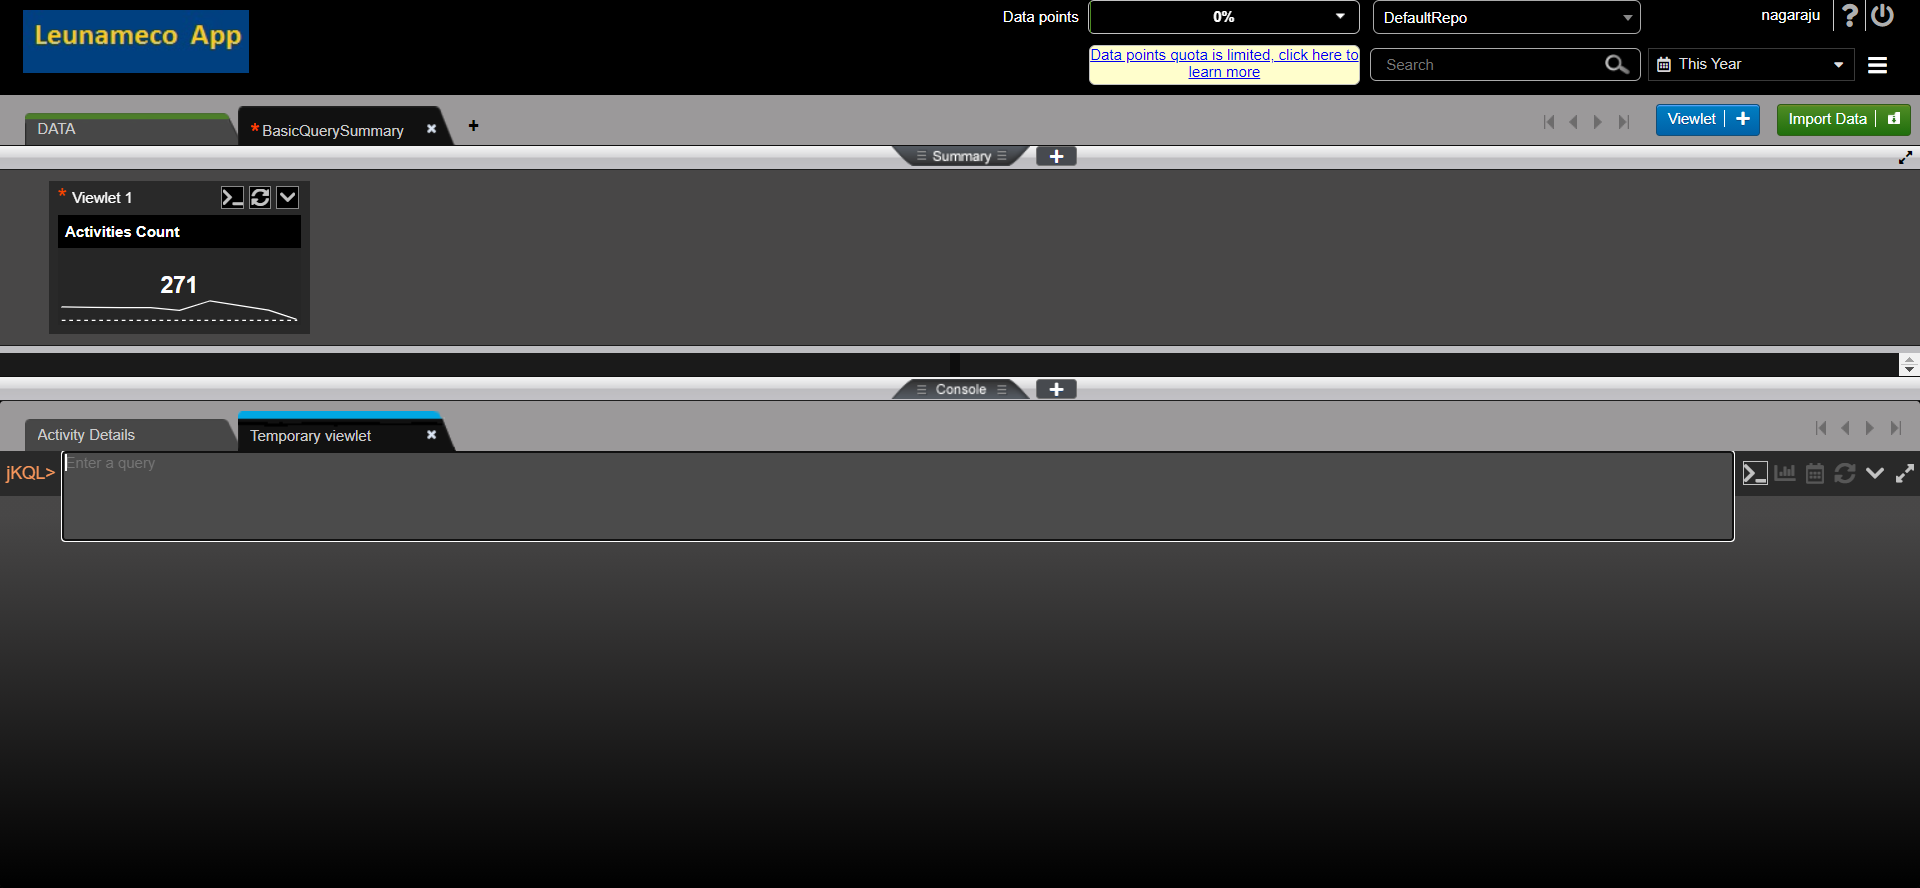 Leunameco App
Data points
0%
DefaultRepo
nagaraju
?
Data points quota is limited, click here to
learn more
Search
This Year
DATA
*BasicQuerySummary
+
Viewlet +
Import Data
Summary
+
* Viewlet 1
Activities Count
271
Console
+
Activity Details
Temporary viewlet
jKQL>
Enter a query